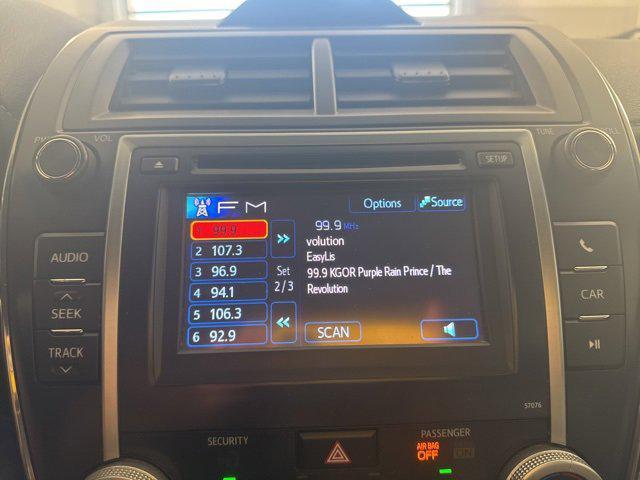 PW VOL
TUNE SCROLL
SETUP
FM
Options
Source
1 99.9
99.9 MHz
2 107.3
volution
3 96.9
EasyLis
Set
2/3
4 94.1
99.9 KGOR Purple Rain Prince / The
Revolution
5 106.3
6 92.9
SCAN
AUDIO
SEEK
TRACK
CAR
57076
SECURITY
PASSENGER
AIR BAG
OFF
ON